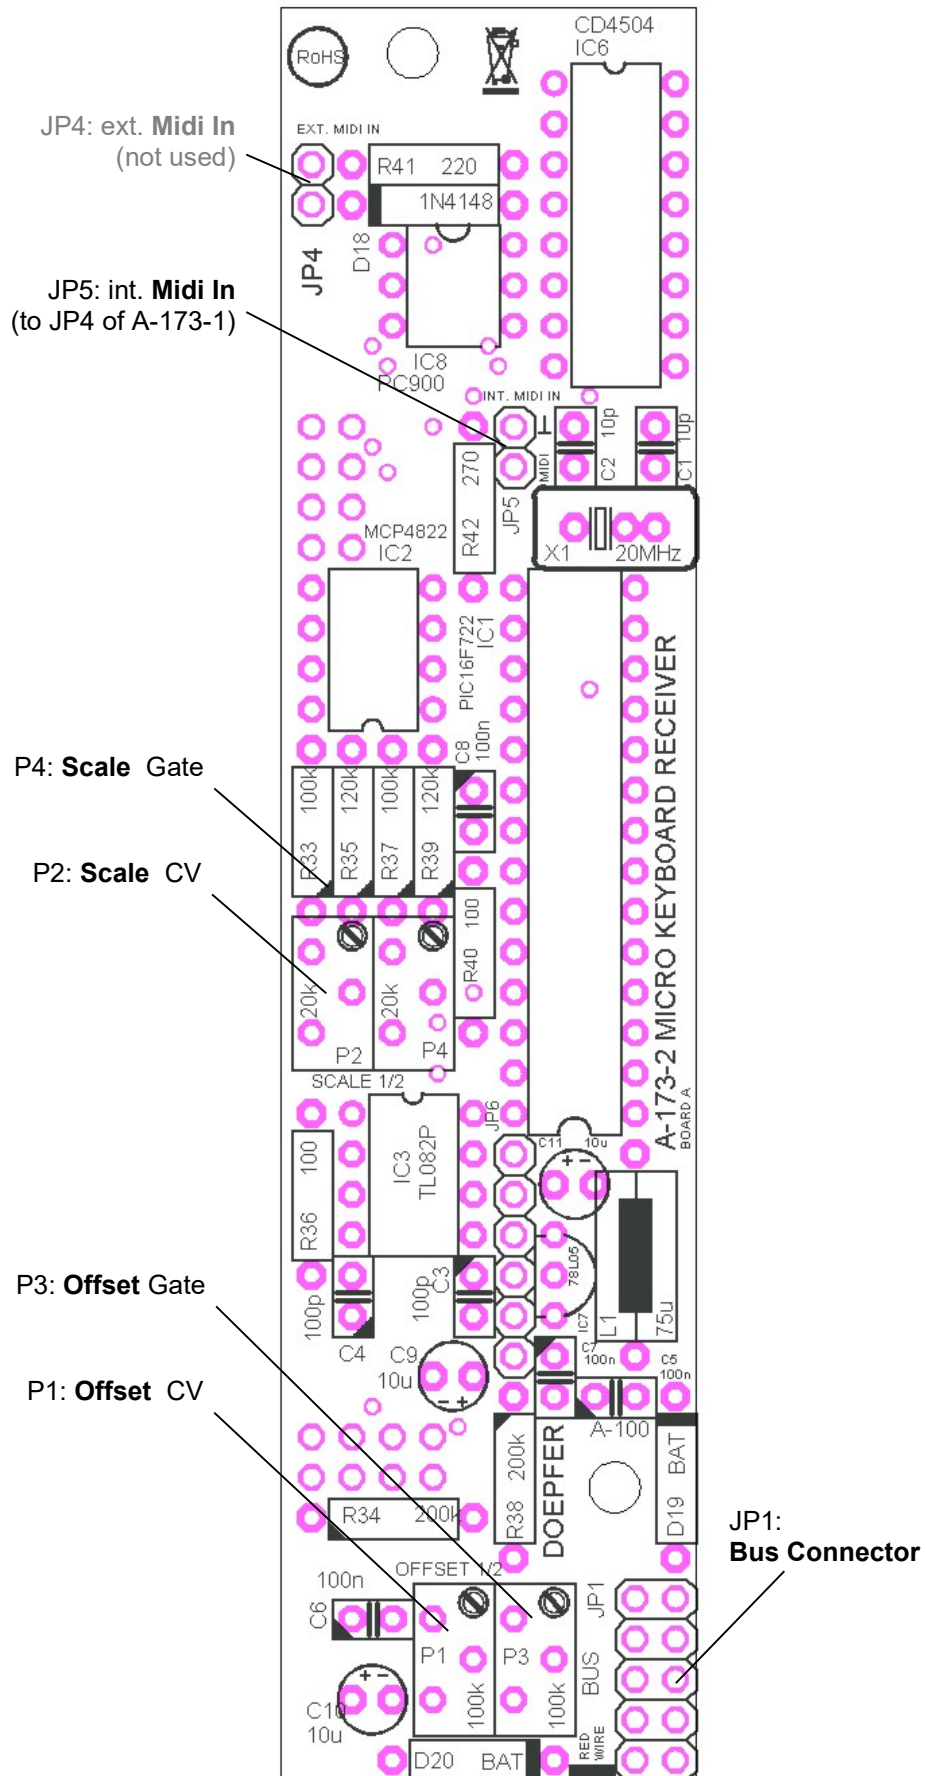 CD4504
IC6
RoHS
JP4: ext. Midi In
(not used)
EXT. MIDI IN
R41 220
1N4148
D18
JP4
JP5: int. Midi In
(to JP4 of A-173-1)
IC8
PC900
INT. MIDI IN
MIDI
10p
C2
10p
C1
270
R42
JP5
X1 20MHz
MCP4822
IC2
PIC16F722
IC1
A-173-2 MICRO KEYBOARD RECEIVER
BOARD A
C8
100n
P4: Scale Gate
R33 100k
R35 120k
R37 100k
R39 120k
P2: Scale CV
R40 100
20k
P2
20k
P4
SCALE 1/2
JP6
C11 10u
+ -
R36 100
IC3
TL082P
78L05
IC7
L1 75u
P3: Offset Gate
100p
C4
100p
C3
C9
10u
- +
C7
100n
C5
100n
P1: Offset CV
A-100
R38 200k
DOEPFER
D19 BAT
R34 200k
JP1:
Bus Connector
OFFSET 1/2
100n
C6
P1
100k
P3
100k
JP1
BUS
+ -
C10
10u
RED
WIRE
D20 BAT